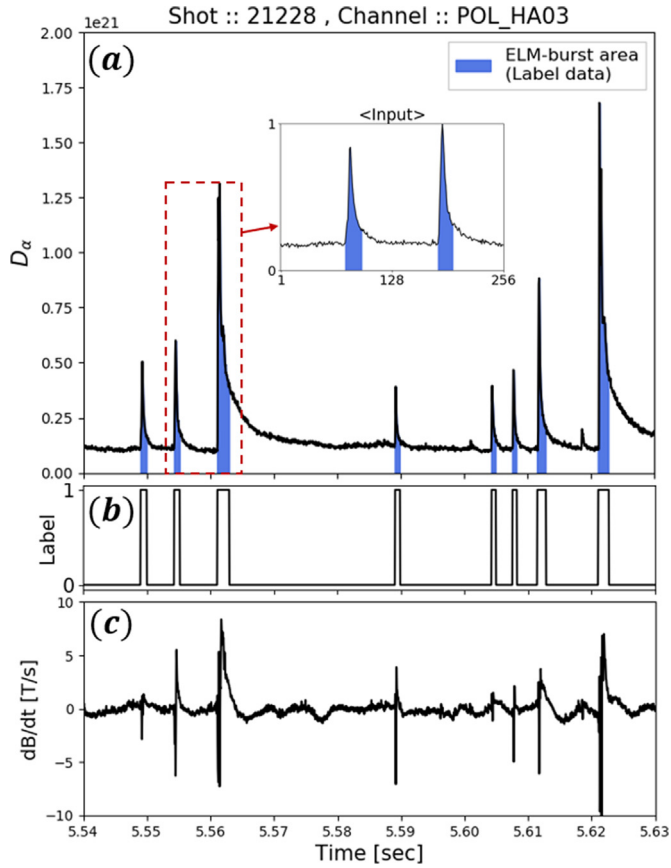 Shot :: 21228 , Channel :: POL_HA03
1e21
(a)
2.00
1.75
1.50
1.25
1.00
0.75
0.50
0.25
0.00
Dα
ELM-burst area
(Label data)
<Input>
1
0
1
128
256
(b)
1
0
Label
(c)
10
5
0
−5
−10
dB/dt [T/s]
5.54
5.55
5.56
5.57
5.58
5.59
5.60
5.61
5.62
5.63
Time [sec]